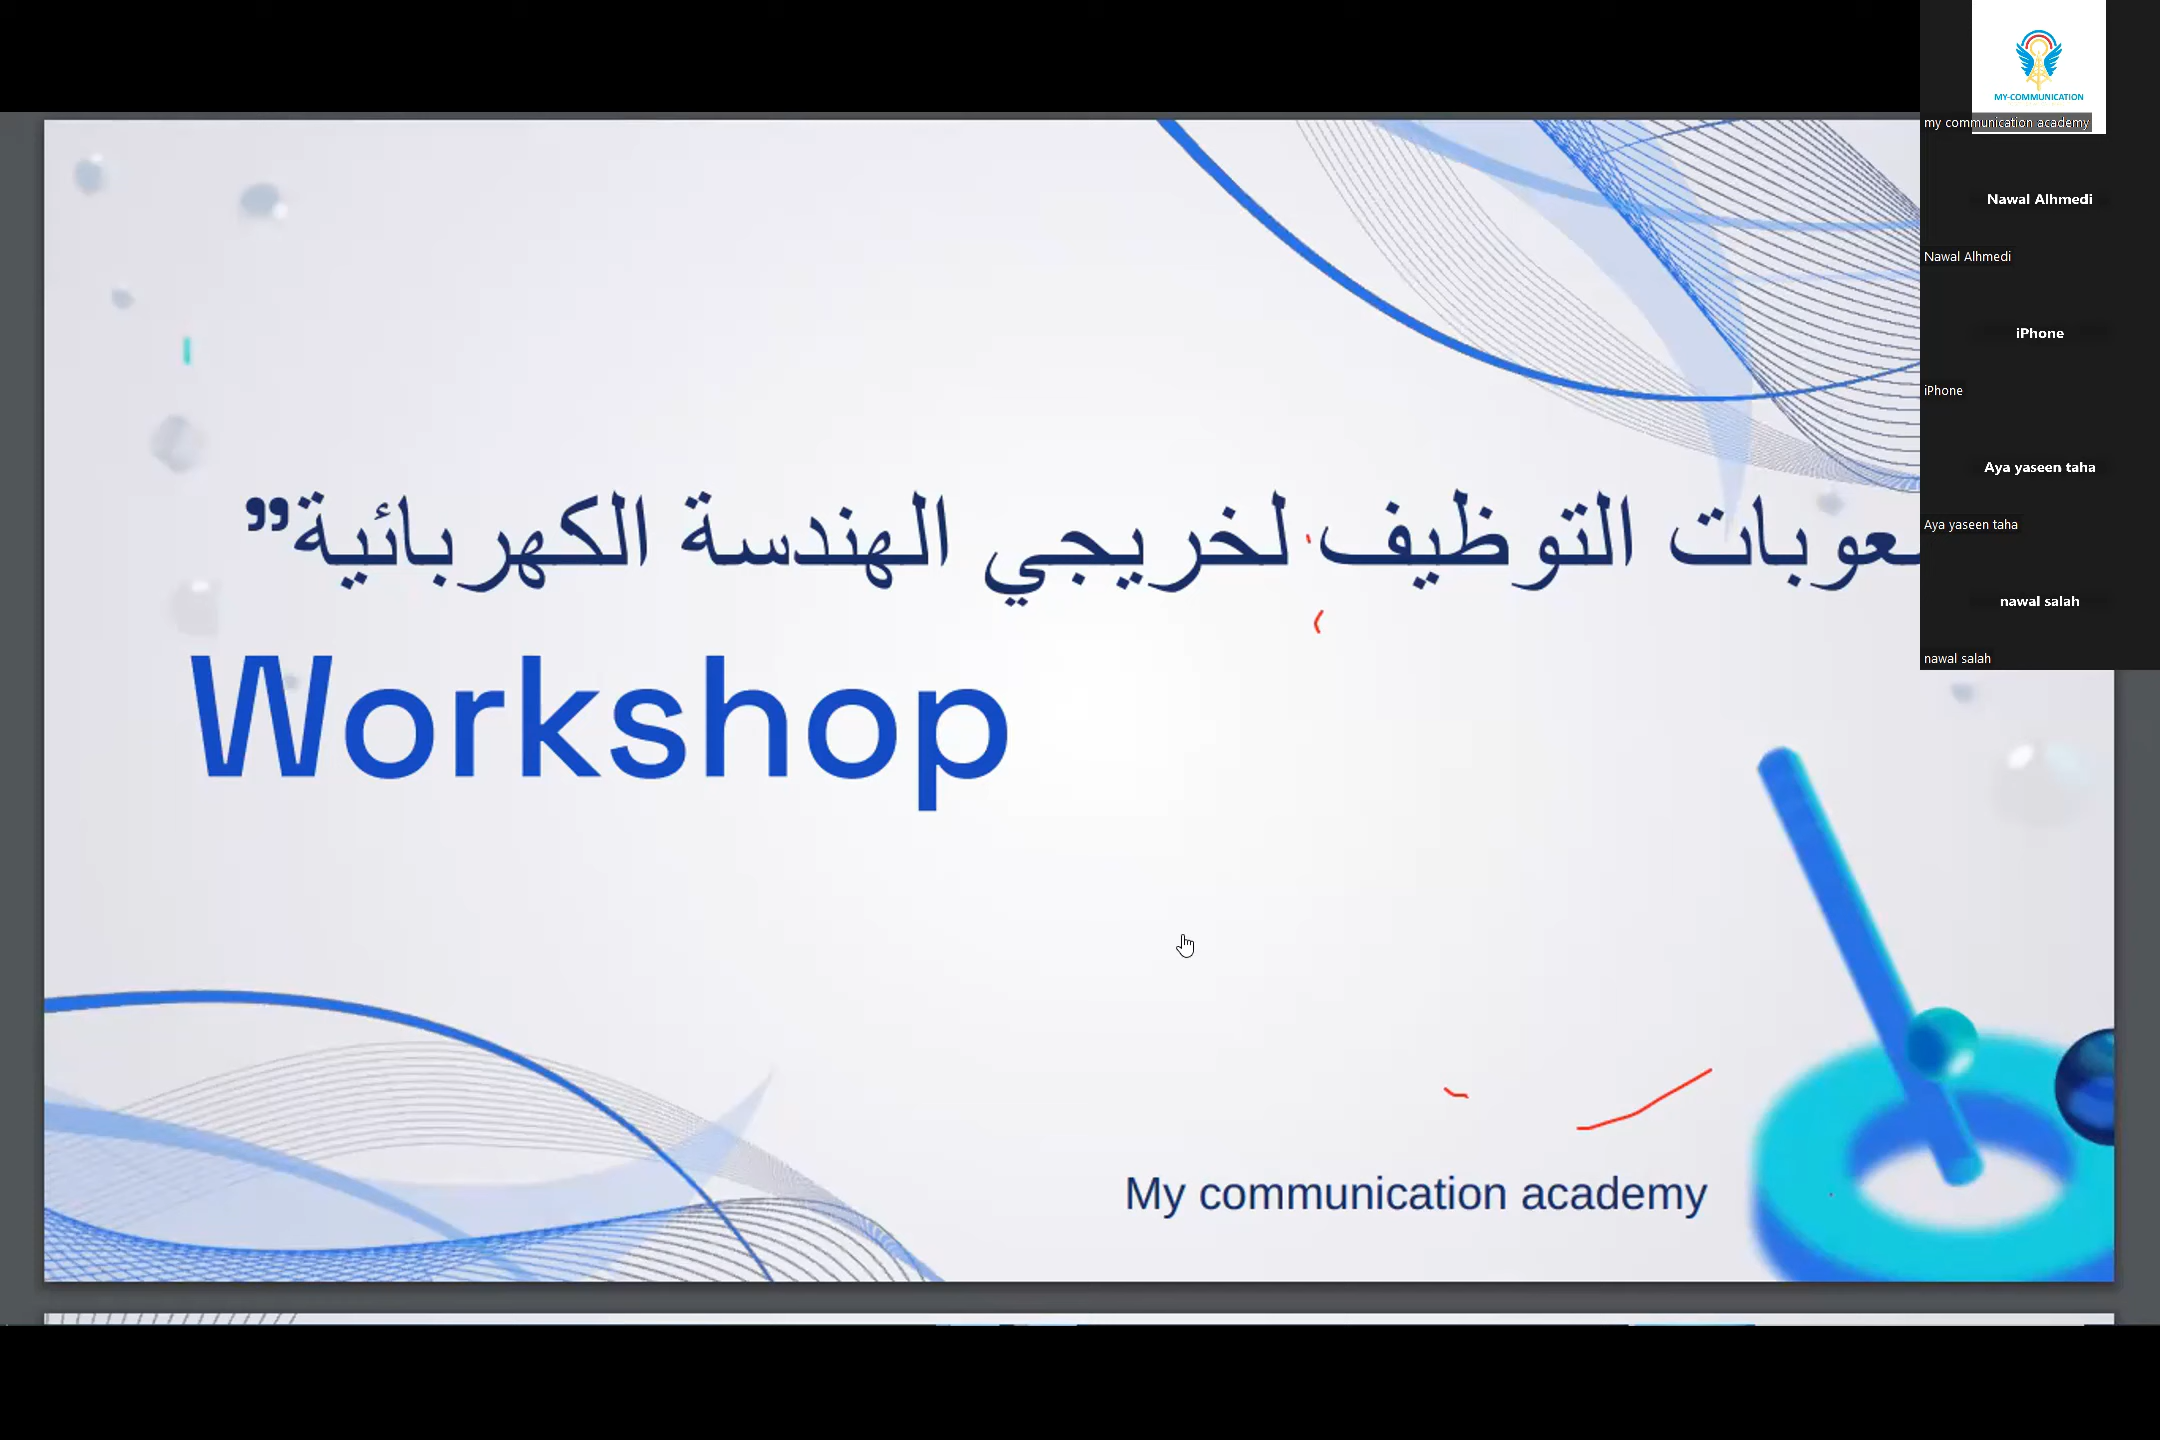 صعوبات التوظيف لخريجي الهندسة الكهربائية”
Workshop
My communication academy
MY-COMMUNICATION
my communication academy
Nawal Alhmedi
Nawal Alhmedi
iPhone
iPhone
Aya yaseen taha
Aya yaseen taha
nawal salah
nawal salah